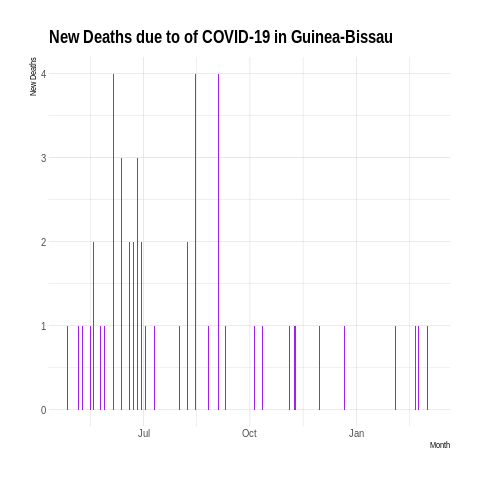 New Deaths due to of COVID-19 in Guinea-Bissau
New Deaths
4
3
2
1
0
Jul Oct Jan
Month